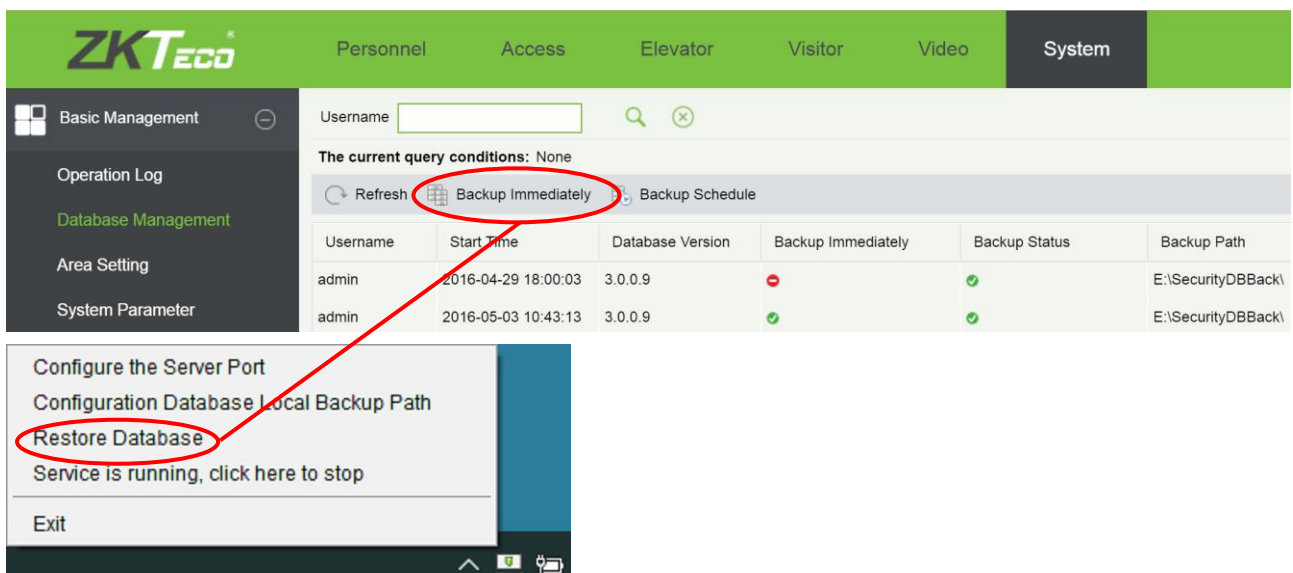 ZKTeco Personnel Access Elevator Visitor Video System
Basic Management
Username
Operation Log
The current query conditions: None
Refresh Backup Immediately Backup Schedule
Database Management
Username Start Time Database Version Backup Immediately Backup Status Backup Path
Area Setting
admin 2016-04-29 18:00:03 3.0.0.9 E:\SecurityDBBack\
System Parameter
admin 2016-05-03 10:43:13 3.0.0.9 E:\SecurityDBBack\
Configure the Server Port
Configuration Database Local Backup Path
Restore Database
Service is running, click here to stop
Exit